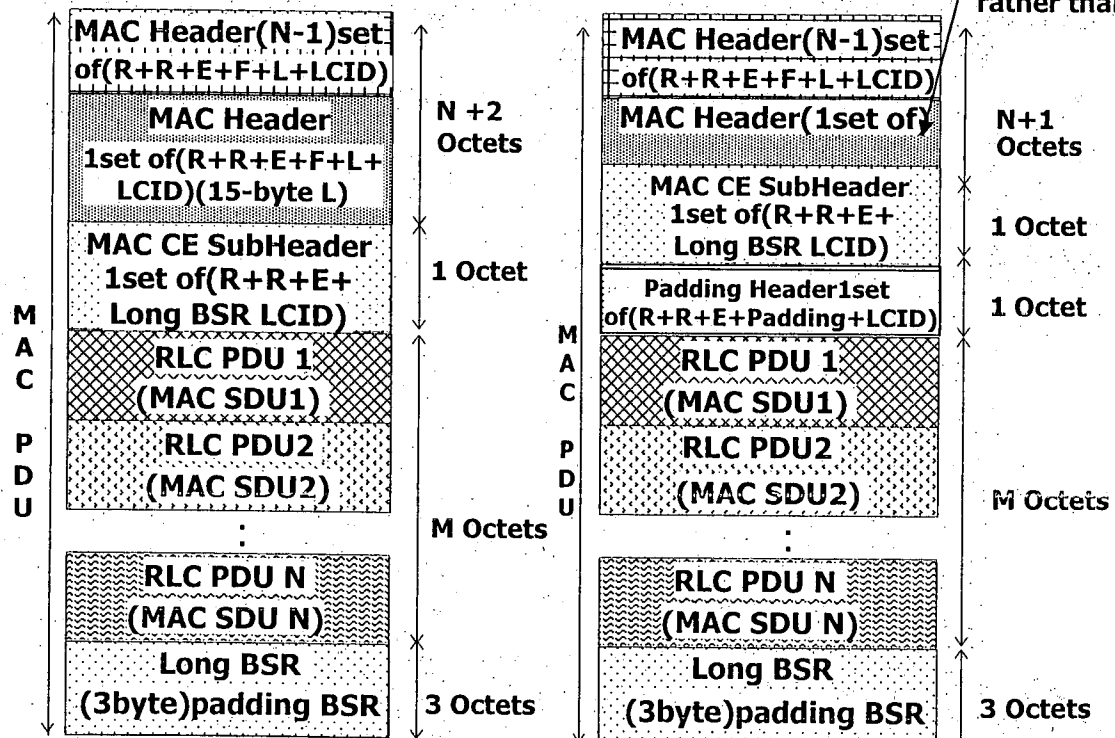 rather than
MAC Header(N-1)set
of(R+R+E+F+L+LCID)
MAC Header
1set of(R+R+E+F+L+
LCID)(15-byte L)
MAC CE SubHeader
1set of(R+R+E+
Long BSR LCID)
RLC PDU 1
(MAC SDU1)
RLC PDU2
(MAC SDU2)
:
RLC PDU N
(MAC SDU N)
Long BSR
(3byte)padding BSR
N +2
Octets
1 Octet
M Octets
3 Octets
MAC PDU
MAC Header(N-1)set
of(R+R+E+F+L+LCID)
MAC Header(1set of)
MAC CE SubHeader
1set of(R+R+E+
Long BSR LCID)
Padding Header1set
of(R+R+E+Padding+LCID)
RLC PDU 1
(MAC SDU1)
RLC PDU2
(MAC SDU2)
:
RLC PDU N
(MAC SDU N)
Long BSR
(3byte)padding BSR
N+1
Octets
1 Octet
1 Octet
M Octets
3 Octets
MAC PDU